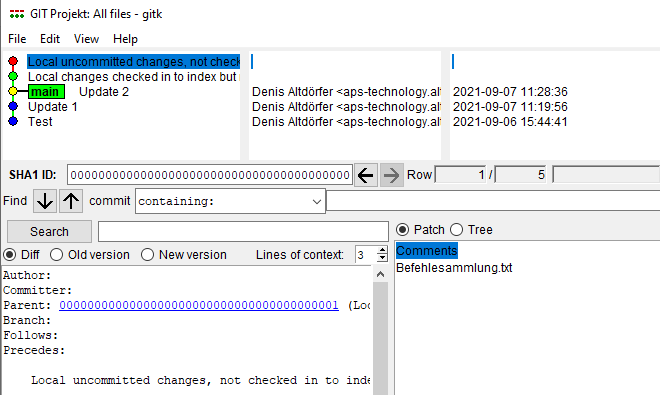 GIT Projekt: All files - gitk
File Edit View Help
Local uncommitted changes, not check
Local changes checked in to index but
main Update 2 Denis Altdörfer <aps-technology.alt 2021-09-07 11:28:36
Update 1 Denis Altdörfer <aps-technology.alt 2021-09-07 11:19:56
Test Denis Altdörfer <aps-technology.alt 2021-09-06 15:44:41
SHA1 ID: 0000000000000000000000000000000000000000 Row 1 / 5
Find commit containing:
Search
Patch Tree
Diff Old version New version Lines of context: 3
Comments
Befehlesammlung.txt
Author:
Committer:
Parent: 0000000000000000000000000000000000000001 (Loc
Branch:
Follows:
Precedes:
Local uncommitted changes, not checked in to inde